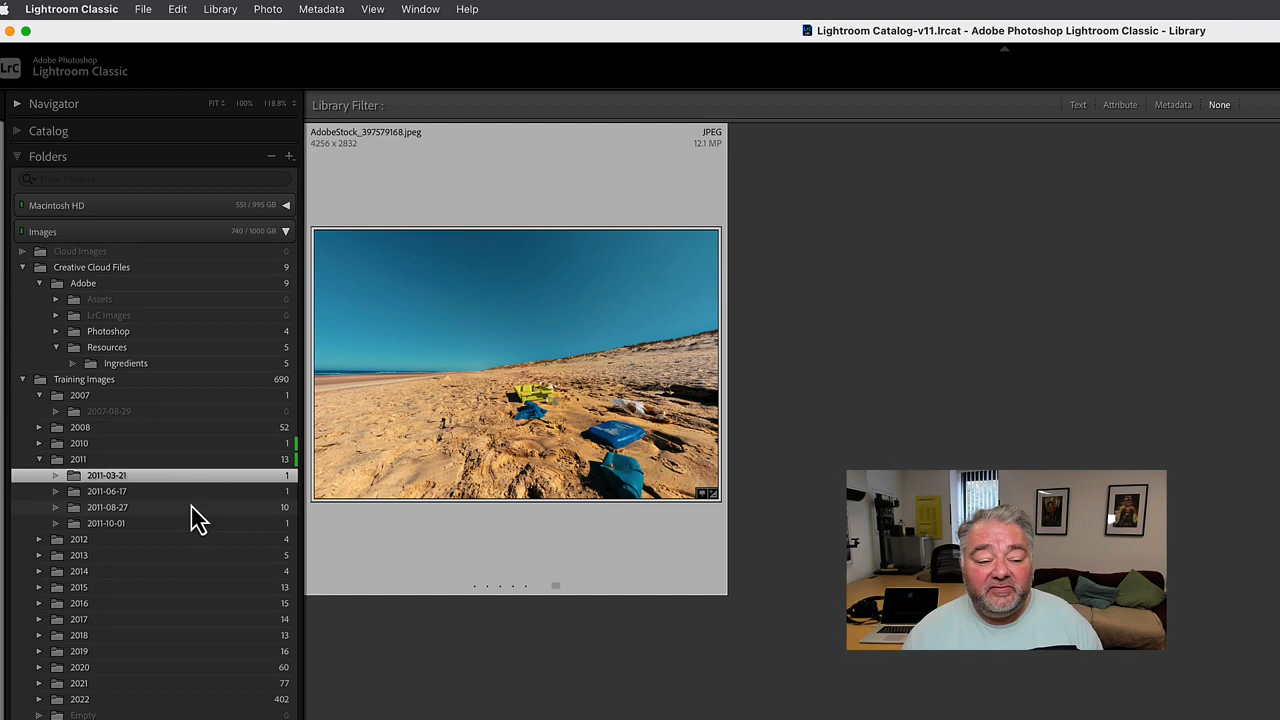 Lightroom Classic File Edit Library Photo Metadata View Window Help
Lightroom Catalog-v11.lrcat - Adobe Photoshop Lightroom Classic - Library
LrC
Adobe Photoshop
Lightroom Classic
Navigator FIT 100% 118.8%
Library Filter : Text Attribute Metadata None
Catalog
AdobeStock_397579168.jpeg JPEG
4256 x 2832 12.1 MP
Folders
Filter Folders
Macintosh HD 551 / 995 GB
Images 740 / 1000 GB
Cloud Images 0
Creative Cloud Files 9
Adobe 9
Assets 0
LrC Images 0
Photoshop 4
Resources 5
Ingredients 5
Training Images 690
2007 1
2007-08-29 0
2008 52
2010 1
2011 13
2011-03-21 1
2011-06-17 1
2011-08-27 10
2011-10-01 1
2012 4
2013 5
2014 4
2015 13
2016 15
2017 14
2018 13
2019 16
2020 60
2021 77
2022 402
Empty 0